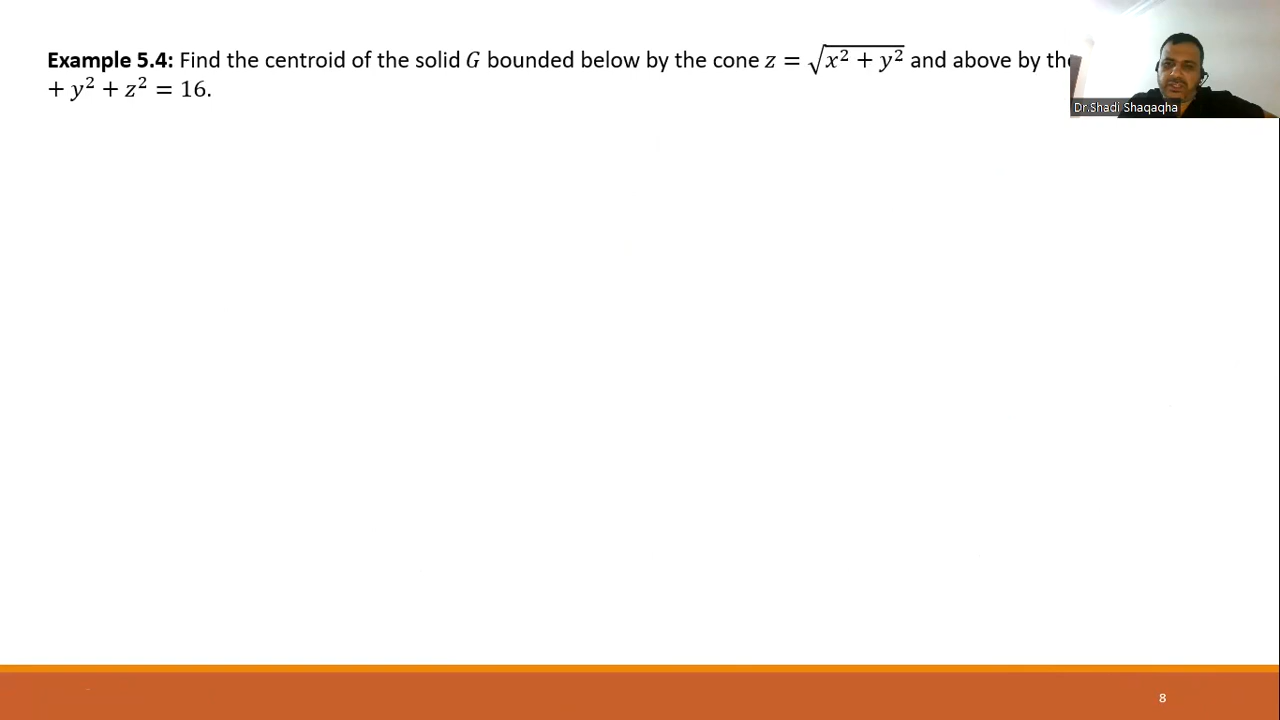 Example 5.4: Find the centroid of the solid G bounded below by the cone z = √(x² + y²) and above by the
+ y² + z² = 16.
Dr.Shadi Shaqaqha
8